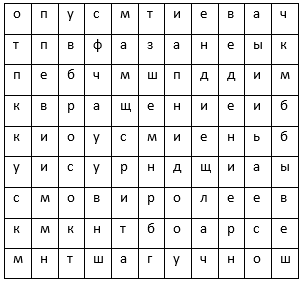 о п у с м т и е в а ч
т п в ф а з а н е ы к
п е б ч м ш п д д и м
к в р а щ е н и е и б
к и о у с м и е н ь б
у и с у р н д щ и а ы
с м о в и р о л е е в
к м к н т б о а р с е
м н т ш а г у ч н о ш